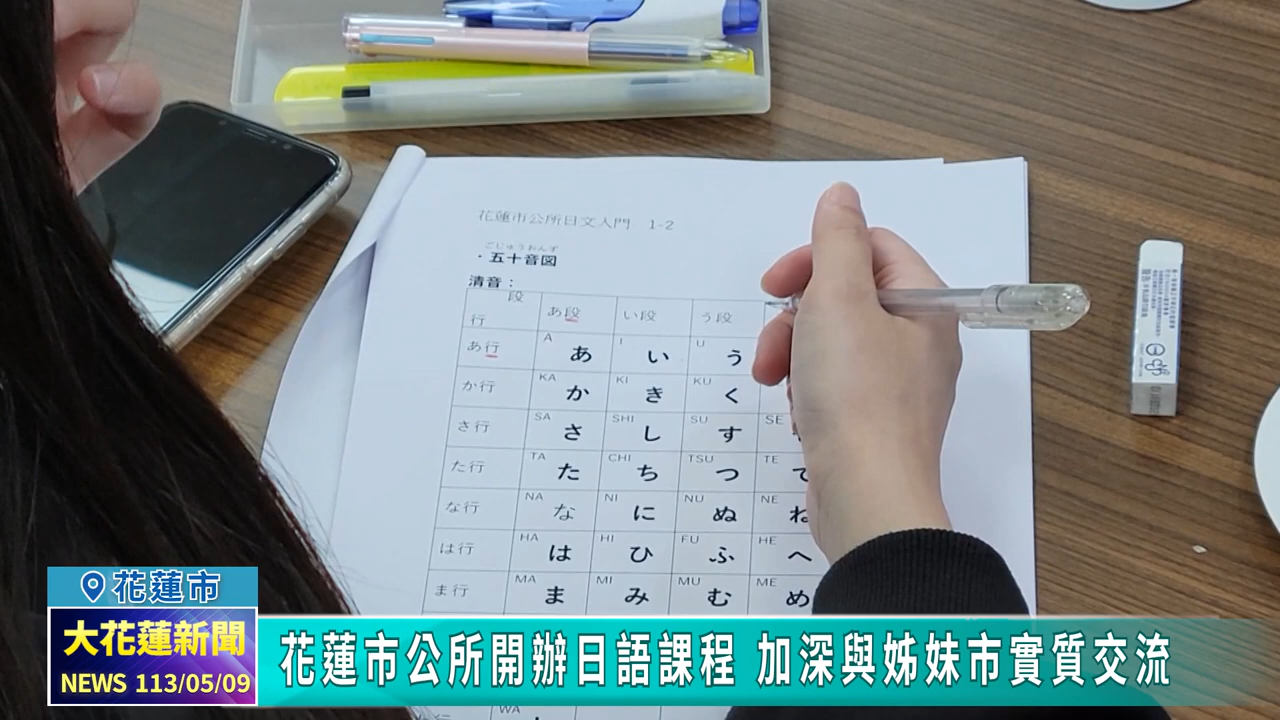 花蓮市公所日文入門 1-2
ごじゅうおんず
・五十音図
清音：
段 あ段 い段 う段
行
あ行 A あ I い U う
か行 KA か KI き KU く
さ行 SA さ SHI し SU す SE
た行 TA た CHI ち TSU つ TE て
な行 NA な NI に NU ぬ NE ね
は行 HA は HI ひ FU ふ HE へ
ま行 MA ま MI み MU む ME め
WA
花蓮市
大花蓮新聞
NEWS 113/05/09
花蓮市公所開辦日語課程 加深與姊妹市實質交流